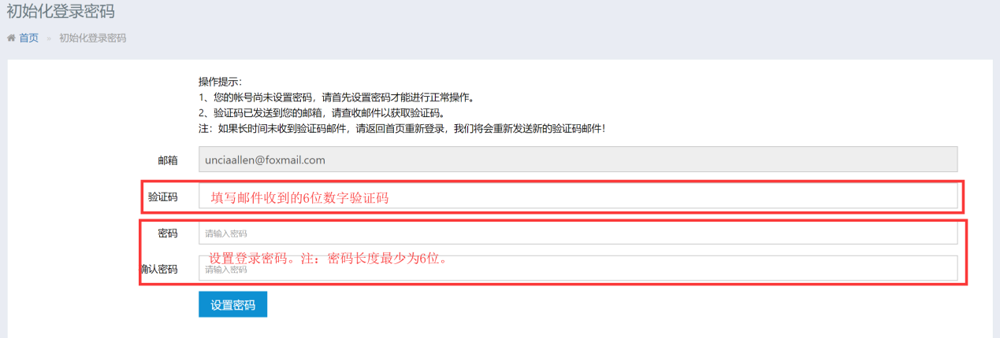 初始化登录密码
首页 初始化登录密码
操作提示：
1、您的帐号尚未设置密码，请首先设置密码才能进行正常操作。
2、验证码已发送到您的邮箱，请查收邮件以获取验证码。
注：如果长时间未收到验证码邮件，请返回首页重新登录，我们将会重新发送新的验证码邮件！
邮箱 unciaallen@foxmail.com
验证码 填写邮件收到的6位数字验证码
密码 请输入密码
设置登录密码。注：密码长度最少为6位。
确认密码 请输入密码
设置密码